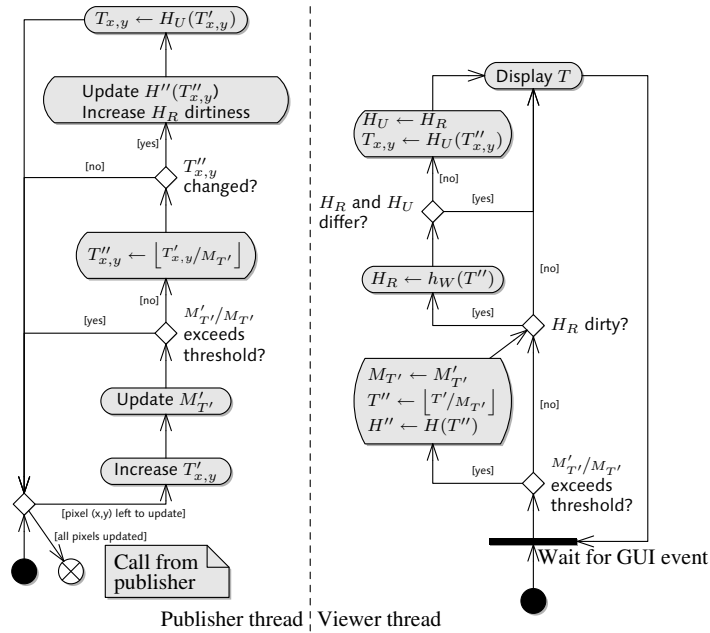 T_{x,y} ← H_U(T'_{x,y})
Update H''(T''_{x,y})
Increase H_R dirtiness
[yes]
[no]
T''_{x,y}
changed?
T''_{x,y} ← ⌊T'_{x,y}/M_{T'}⌋
[no]
[yes]
M'_{T'}/M_{T'}
exceeds
threshold?
Update M'_{T'}
Increase T'_{x,y}
[pixel (x,y) left to update]
[all pixels updated]
Call from
publisher
Publisher thread
Display T
H_U ← H_R
T_{x,y} ← H_U(T''_{x,y})
[no]
[yes]
H_R and H_U
differ?
H_R ← h_W(T'')
[no]
[yes]
H_R dirty?
M_{T'} ← M'_{T'}
T'' ← ⌊T'/M_{T'}⌋
H'' ← H(T'')
[no]
[yes]
M'_{T'}/M_{T'}
exceeds
threshold?
Wait for GUI event
Viewer thread